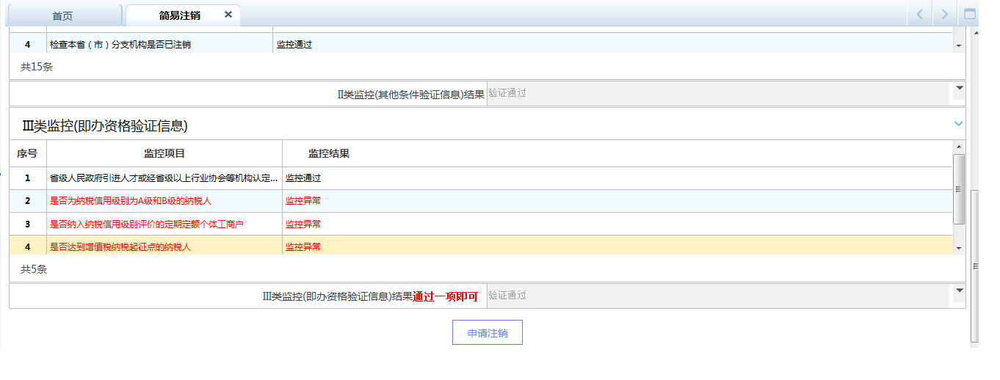 首页 简易注销
4 检查本省（市）分支机构是否已注销 监控通过
共15条
II类监控(其他条件验证信息)结果 验证通过
III类监控(即办资格验证信息)
序号 监控项目 监控结果
1 省级人民政府引进人才或经省级以上行业协会等机构认定... 监控通过
2 是否为纳税信用级别为A级和B级的纳税人 监控异常
3 是否纳入纳税信用级别评价的定期定额个体工商户 监控异常
4 是否达到增值税纳税起征点的纳税人 监控异常
共5条
III类监控(即办资格验证信息)结果通过一项即可 验证通过
申请注销